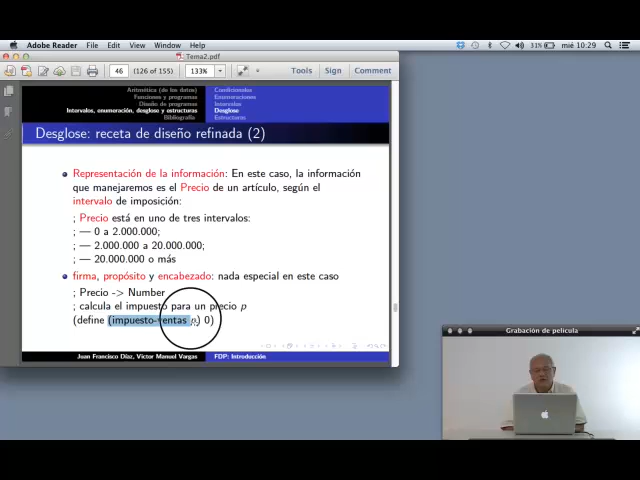 Adobe Reader File Edit View Window Help 31% mié 10:29
Tema2.pdf
46 (126 of 155) 133% Tools Sign Comment
Aritmética (de los datos)
Funciones y programas
Diseño de programas
Intervalos, enumeración, desglose y estructuras
Bibliografía
Condicionales
Enumeraciones
Intervalos
Desglose
Estructuras
Desglose: receta de diseño refinada (2)
Representación de la información: En este caso, la información
que manejaremos es el Precio de un artículo, según el
intervalo de imposición:
; Precio está en uno de tres intervalos:
; — 0 a 2.000.000;
; — 2.000.000 a 20.000.000;
; — 20.000.000 o más
firma, propósito y encabezado: nada especial en este caso
; Precio -> Number
; calcula el impuesto para un precio p
(define (impuesto-ventas p) 0)
Juan Francisco Díaz, Victor Manuel Vargas FDP: Introducción
Grabación de película